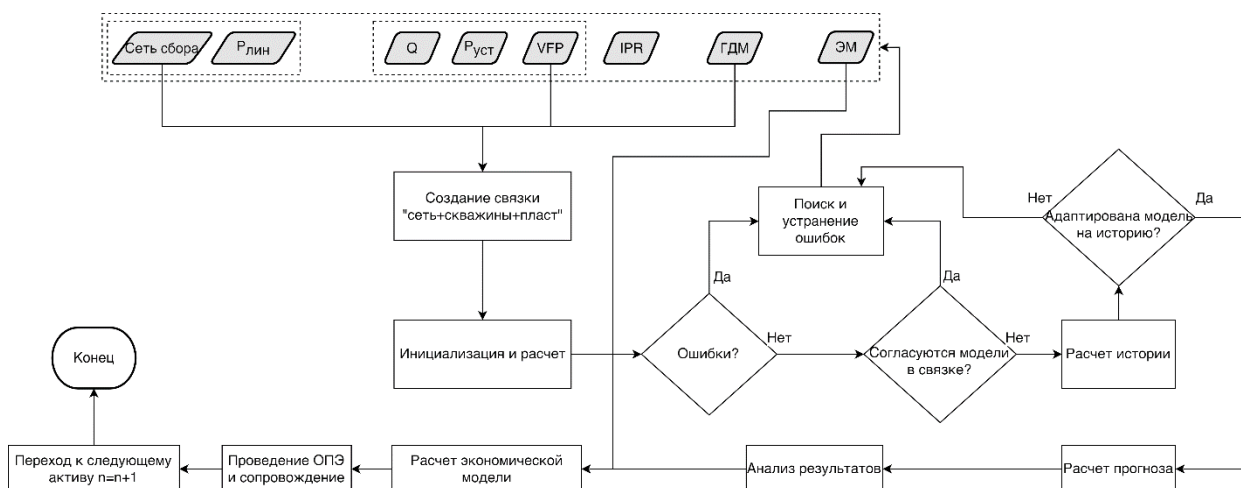 Сеть сбора
Pлин
Q
Pуст
VFP
IPR
ГДМ
ЭМ
Создание связки
"сеть+скважины+пласт"
Поиск и
устранение
ошибок
Нет
Адаптирована модель
на историю?
Да
Да
Да
Инициализация и расчет
Ошибки?
Нет
Согласуются модели
в связке?
Нет
Расчет истории
Конец
Переход к следующему
активу n=n+1
Проведение ОПЭ
и сопровождение
Расчет экономической
модели
Анализ результатов
Расчет прогноза